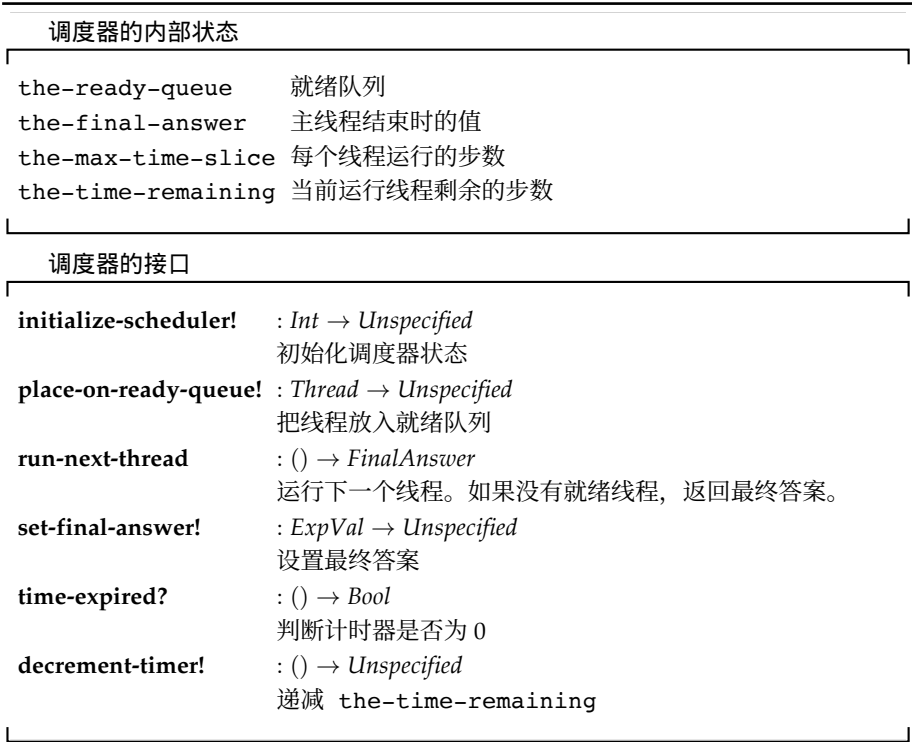 调度器的内部状态
the-ready-queue 就绪队列
the-final-answer 主线程结束时的值
the-max-time-slice 每个线程运行的步数
the-time-remaining 当前运行线程剩余的步数
调度器的接口
initialize-scheduler! : Int → Unspecified
初始化调度器状态
place-on-ready-queue! : Thread → Unspecified
把线程放入就绪队列
run-next-thread : () → FinalAnswer
运行下一个线程。如果没有就绪线程，返回最终答案。
set-final-answer! : ExpVal → Unspecified
设置最终答案
time-expired? : () → Bool
判断计时器是否为 0
decrement-timer! : () → Unspecified
递减 the-time-remaining